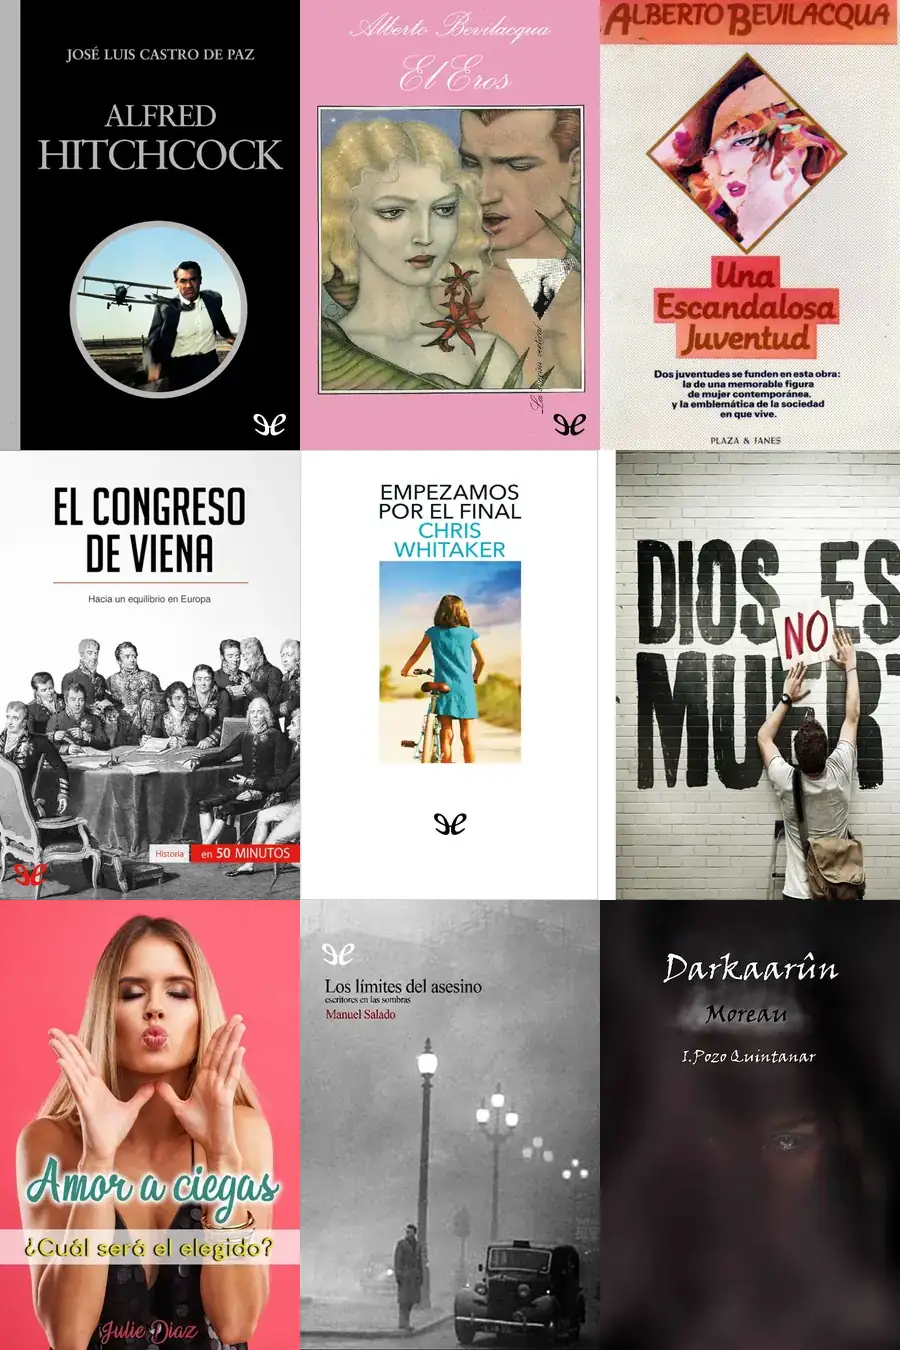 JOSÉ LUIS CASTRO DE PAZ
ALFRED
HITCHCOCK
Alberto Bevilacqua
El Eros
ALBERTO BEVILACQUA
Una
Escandalosa
Juventud
Dos juventudes se funden en esta obra:
la de una memorable figura
de mujer contemporánea,
y la emblemática de la sociedad
en que vive.
PLAZA & JANES
EL CONGRESO
DE VIENA
Hacia un equilibrio en Europa
Historia en 50 MINUTOS
EMPEZAMOS
POR EL FINAL
CHRIS
WHITAKER
DIOS ES
NO
MUERT
Amor a ciegas
¿Cuál será el elegido?
Julie Diaz
Los límites del asesino
escritores en las sombras
Manuel Salado
Darkaarûn
Moreau
I.Pozo Quintanar